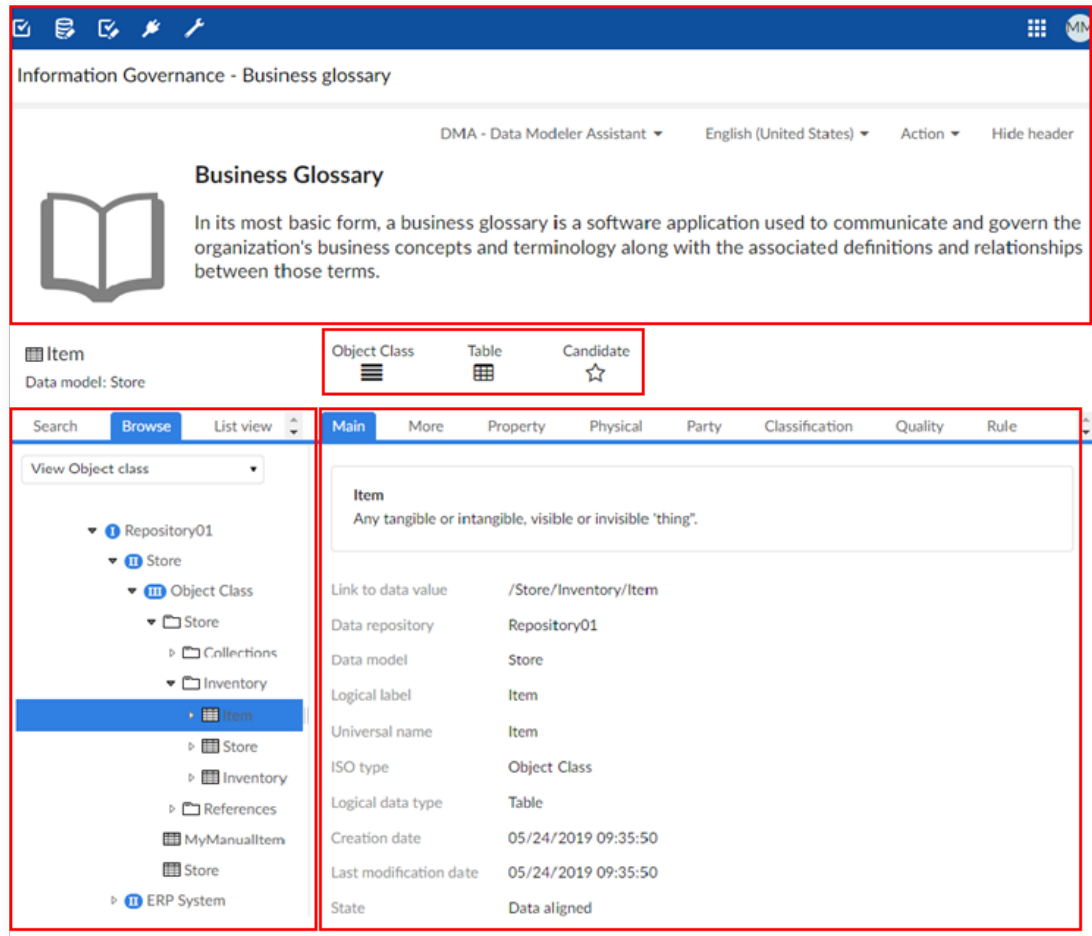 MM
Information Governance - Business glossary
DMA - Data Modeler Assistant English (United States) Action Hide header
Business Glossary
In its most basic form, a business glossary is a software application used to communicate and govern the
organization's business concepts and terminology along with the associated definitions and relationships
between those terms.
Item
Data model: Store
Object Class Table Candidate
Search Browse List view
View Object class
I Repository01
II Store
III Object Class
Store
Collections
Inventory
Item
Store
Inventory
References
MyManualItem
Store
II ERP System
Main More Property Physical Party Classification Quality Rule
Item
Any tangible or intangible, visible or invisible 'thing".
Link to data value /Store/Inventory/Item
Data repository Repository01
Data model Store
Logical label Item
Universal name Item
ISO type Object Class
Logical data type Table
Creation date 05/24/2019 09:35:50
Last modification date 05/24/2019 09:35:50
State Data aligned